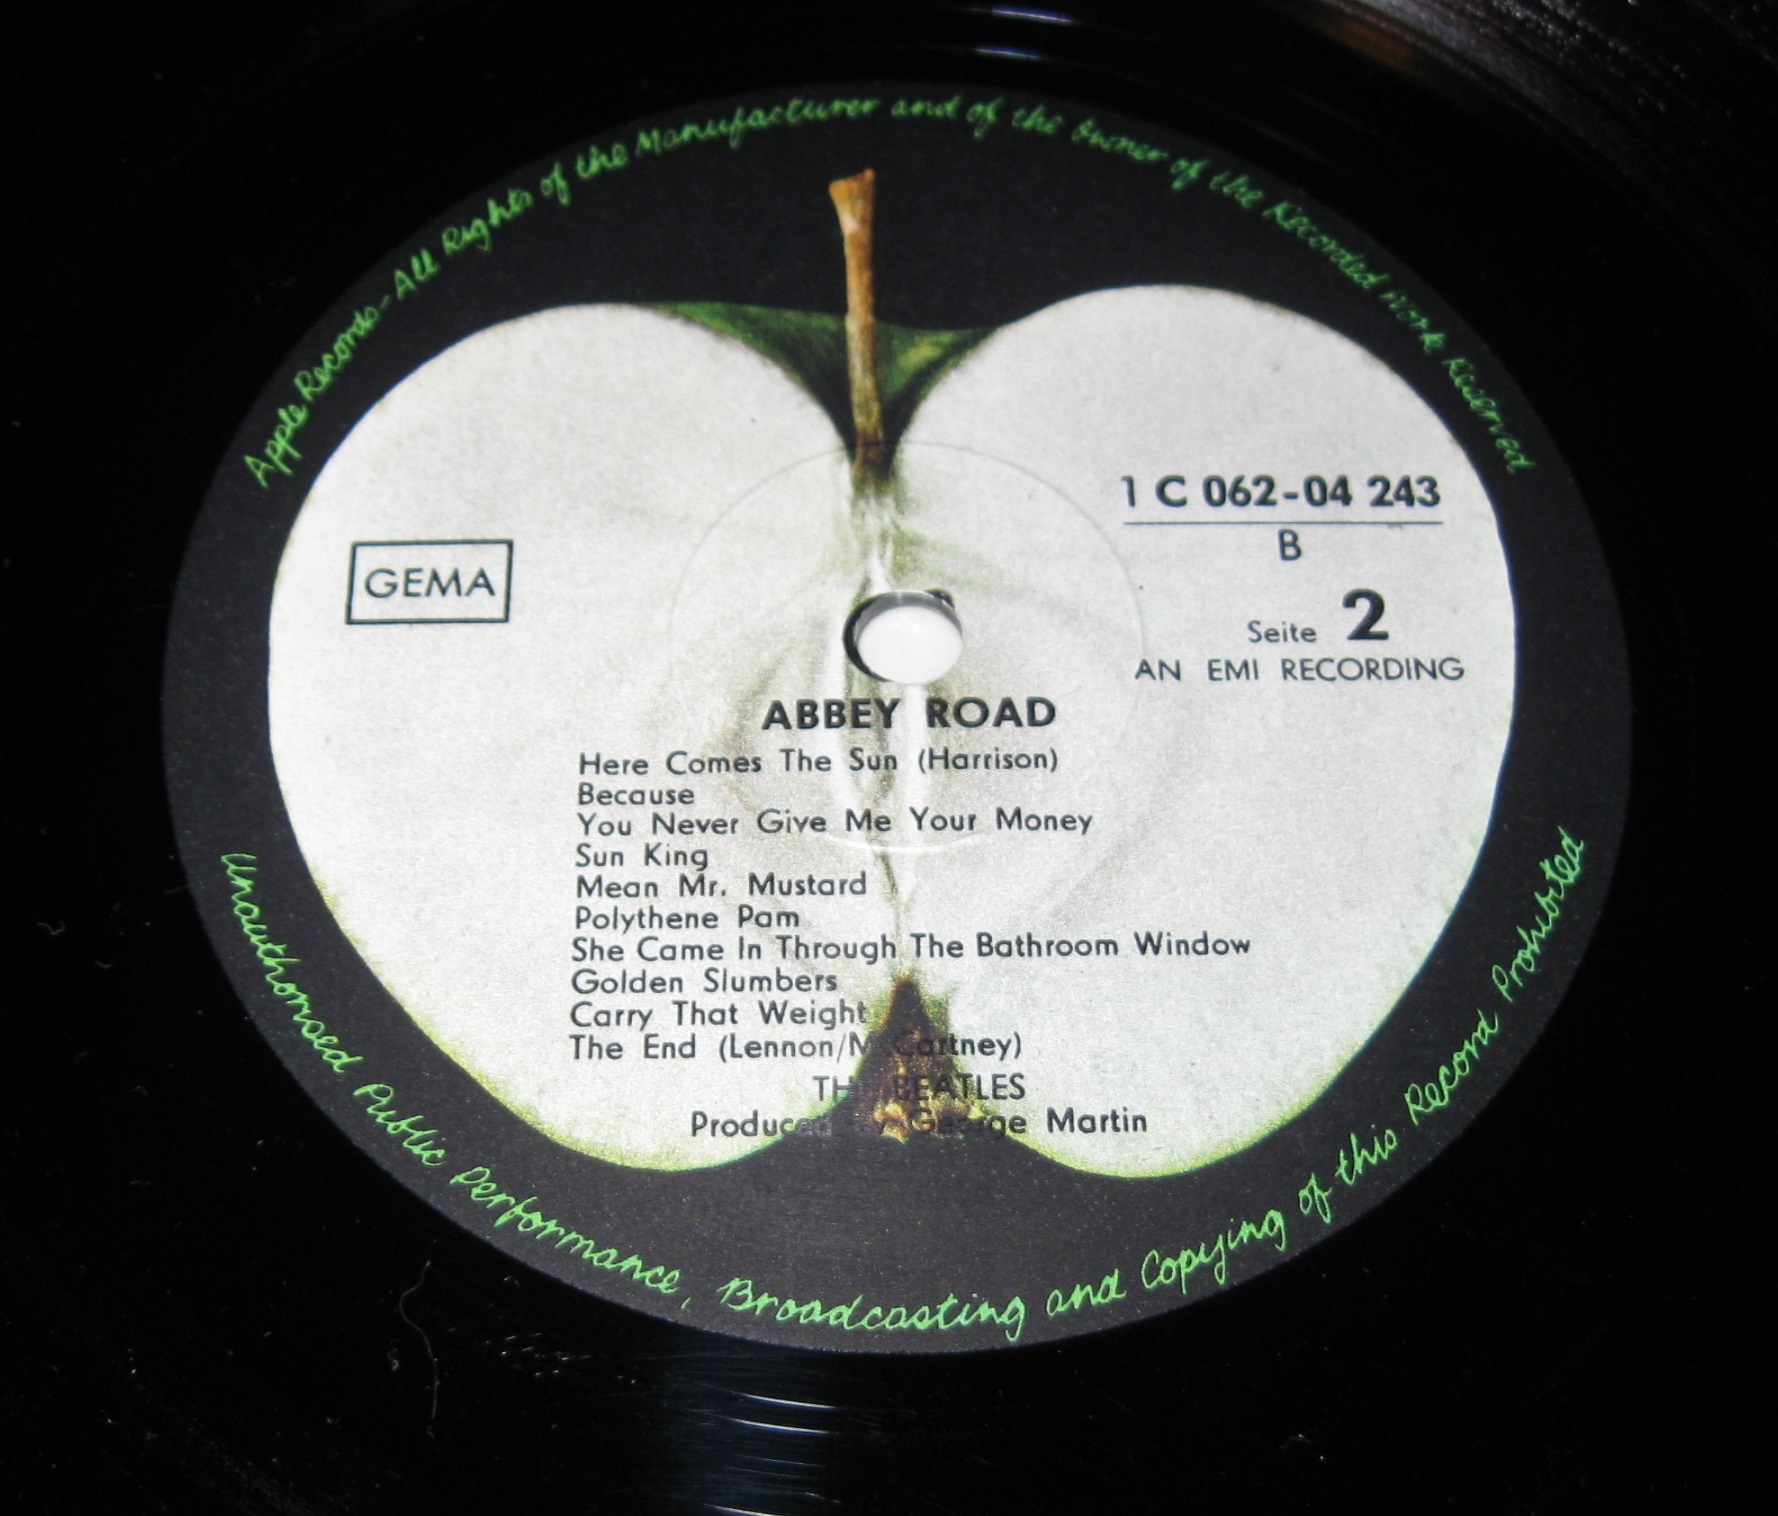 Apple Records-All Rights of the Manufacturer and of the Owner of the Recorded Work Reserved
1 C 062-04 243
B
GEMA
Seite 2
AN EMI RECORDING
ABBEY ROAD
Here Comes The Sun (Harrison)
Because
You Never Give Me Your Money
Sun King
Mean Mr. Mustard
Polythene Pam
She Came In Through The Bathroom Window
Golden Slumbers
Carry That Weight
The End (Lennon/McCartney)
THE BEATLES
Produced by George Martin
Unauthorised Public Performance, Broadcasting and Copying of this Record Prohibited